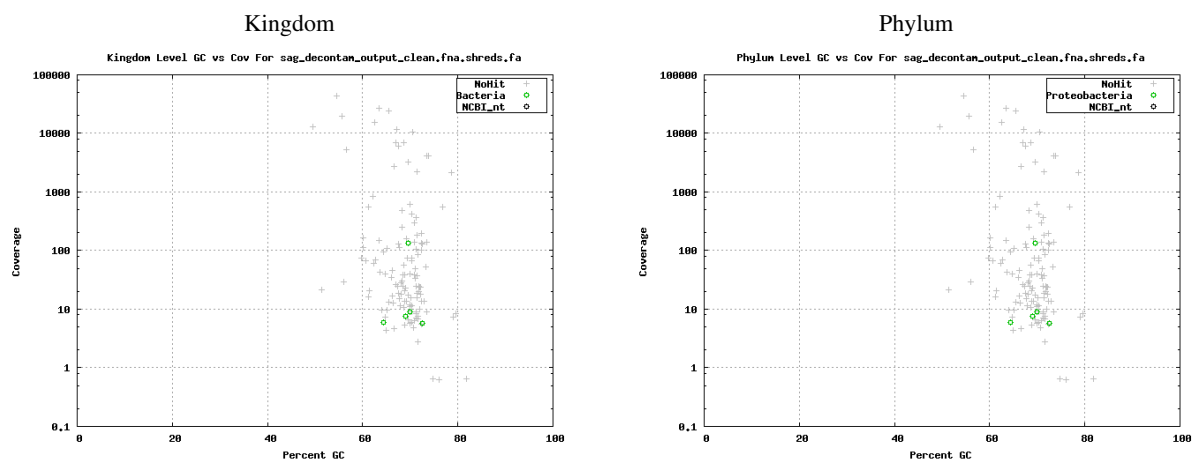 Kingdom
Kingdom Level GC vs Cov For sag_decontam_output_clean.fna.shreds.fa
NoHit
Bacteria
NCBI_nt
100000
10000
1000
100
10
1
0.1
Coverage
0 20 40 60 80 100
Percent GC
Phylum
Phylum Level GC vs Cov For sag_decontam_output_clean.fna.shreds.fa
NoHit
Proteobacteria
NCBI_nt
100000
10000
1000
100
10
1
0.1
Coverage
0 20 40 60 80 100
Percent GC